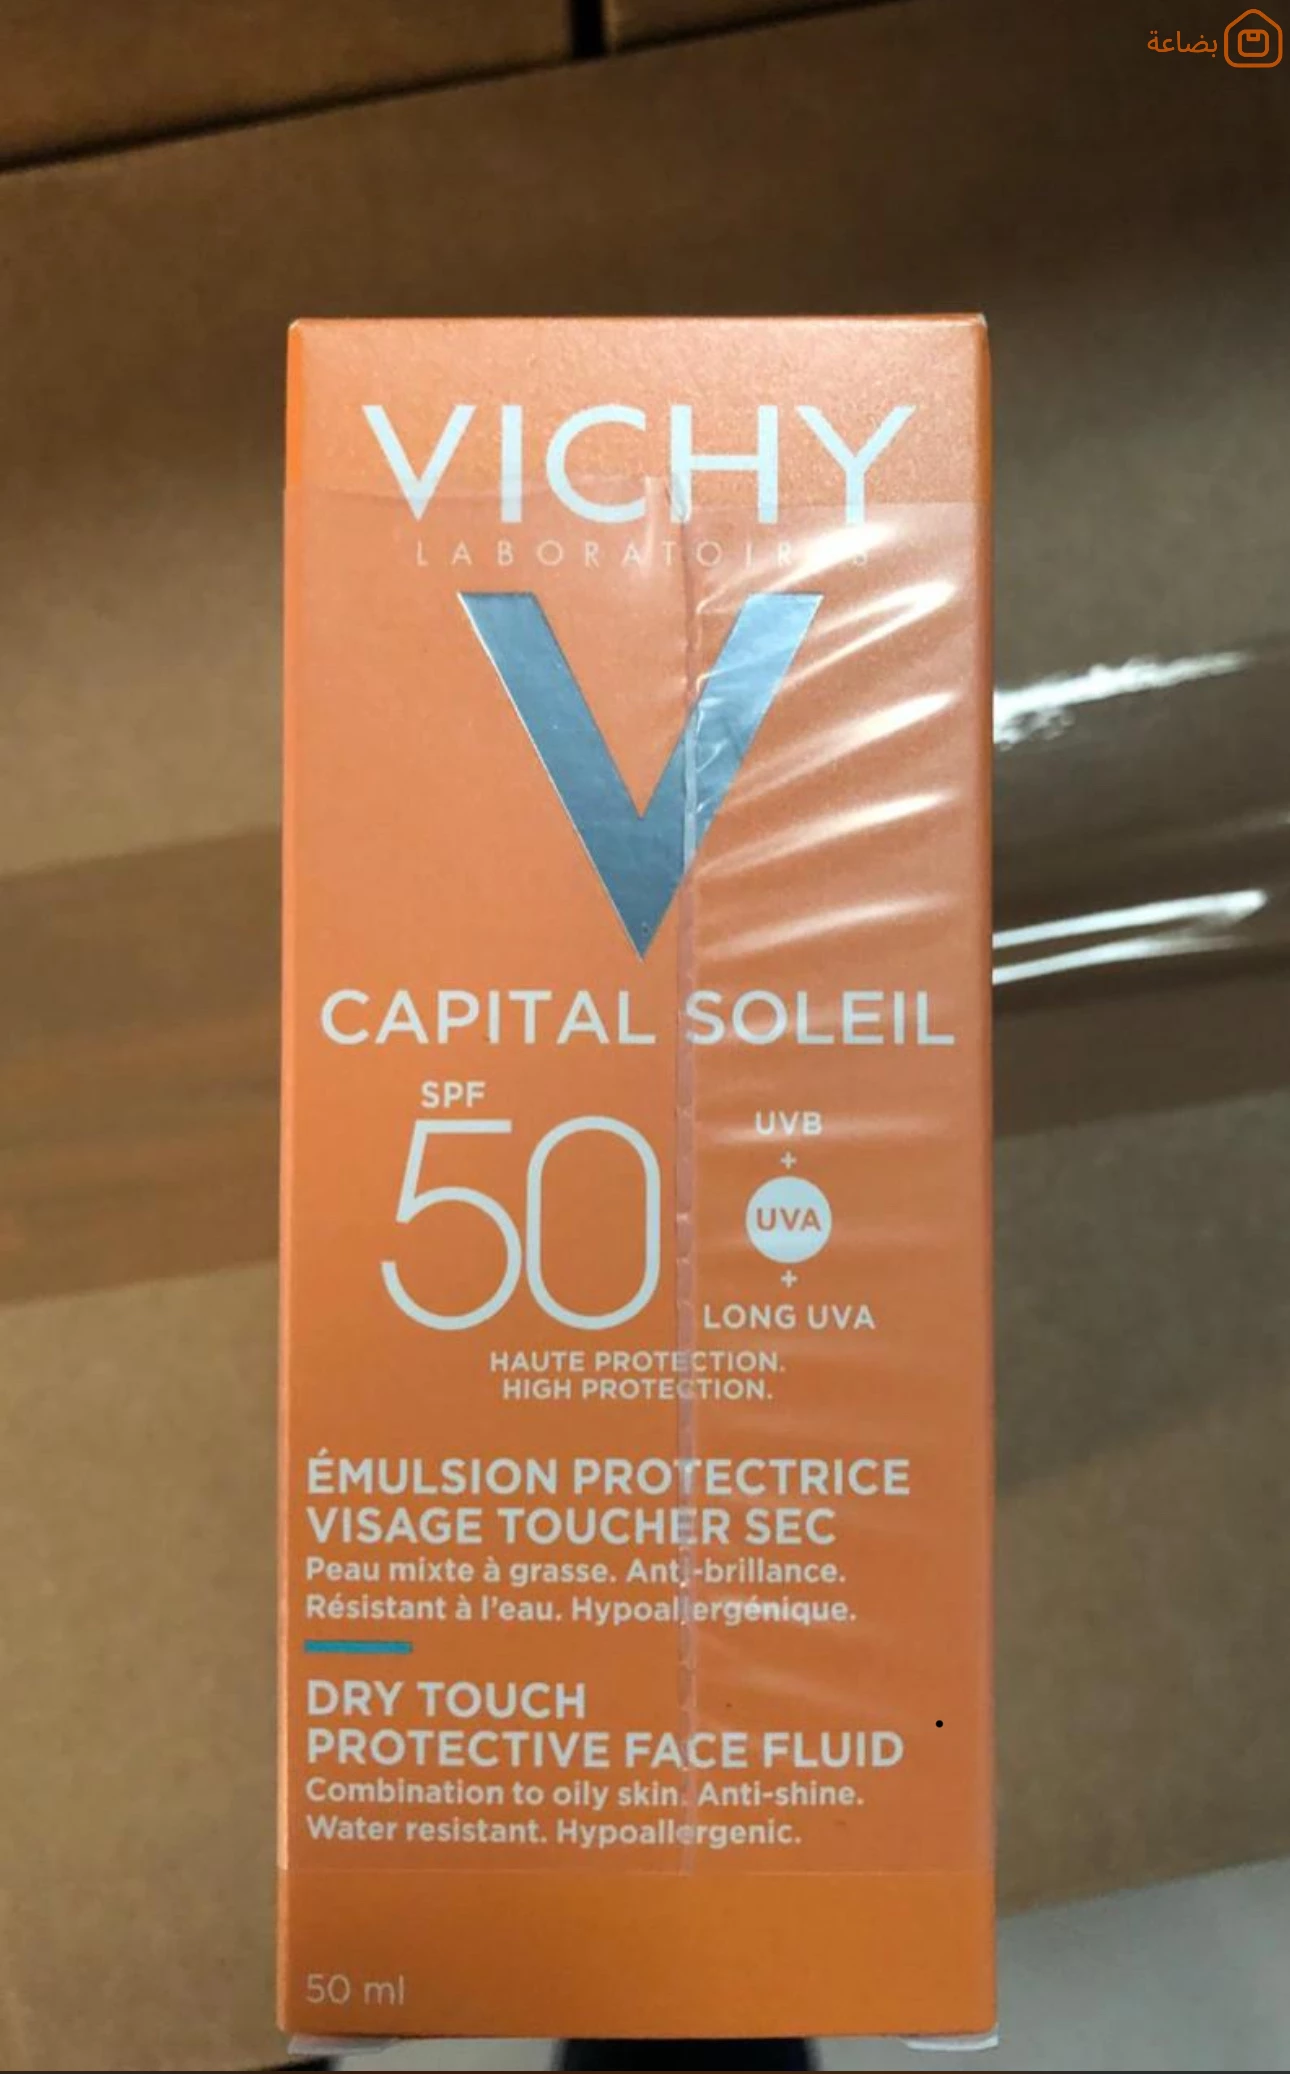 بضاعة
VICHY
LABORATOIRES
CAPITAL SOLEIL
SPF
50
UVB
+
UVA
+
LONG UVA
HAUTE PROTECTION.
HIGH PROTECTION.
ÉMULSION PROTECTRICE
VISAGE TOUCHER SEC
Peau mixte à grasse. Anti-brillance.
Résistant à l'eau. Hypoallergénique.
DRY TOUCH
PROTECTIVE FACE FLUID
Combination to oily skin. Anti-shine.
Water resistant. Hypoallergenic.
50 ml